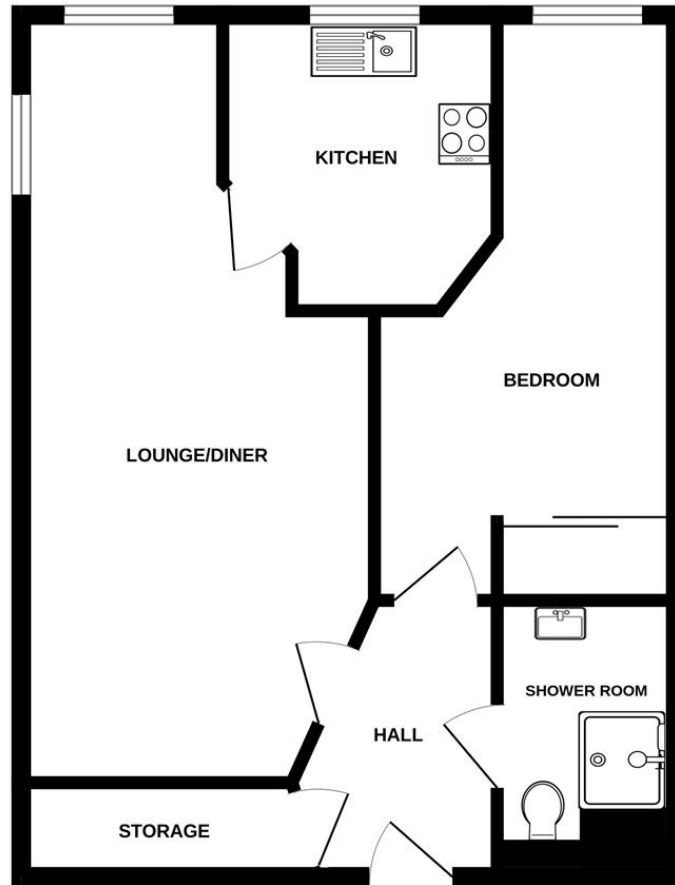 KITCHEN
BEDROOM
LOUNGE/DINER
SHOWER ROOM
HALL
STORAGE